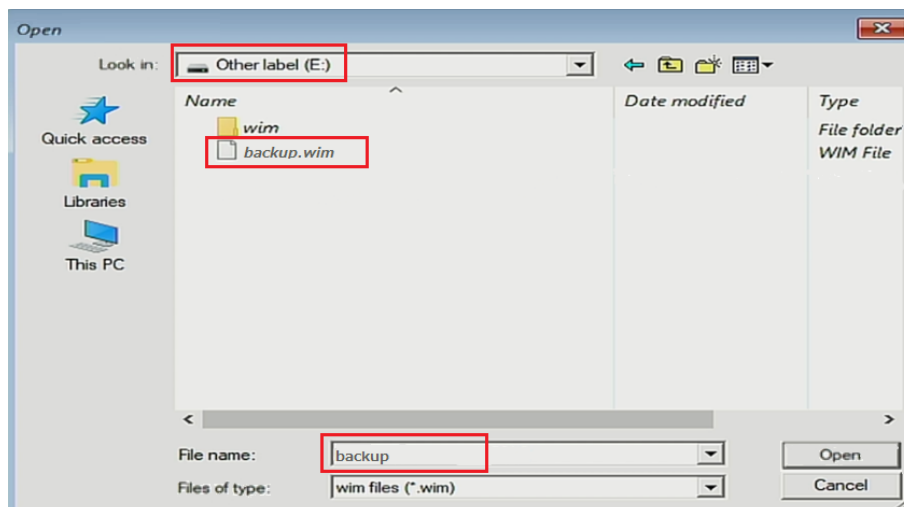 Open
Look in: Other label (E:)
Name Date modified Type
wim File folder
backup.wim WIM File
Quick access
Libraries
This PC
File name: backup Open
Files of type: wim files (*.wim) Cancel